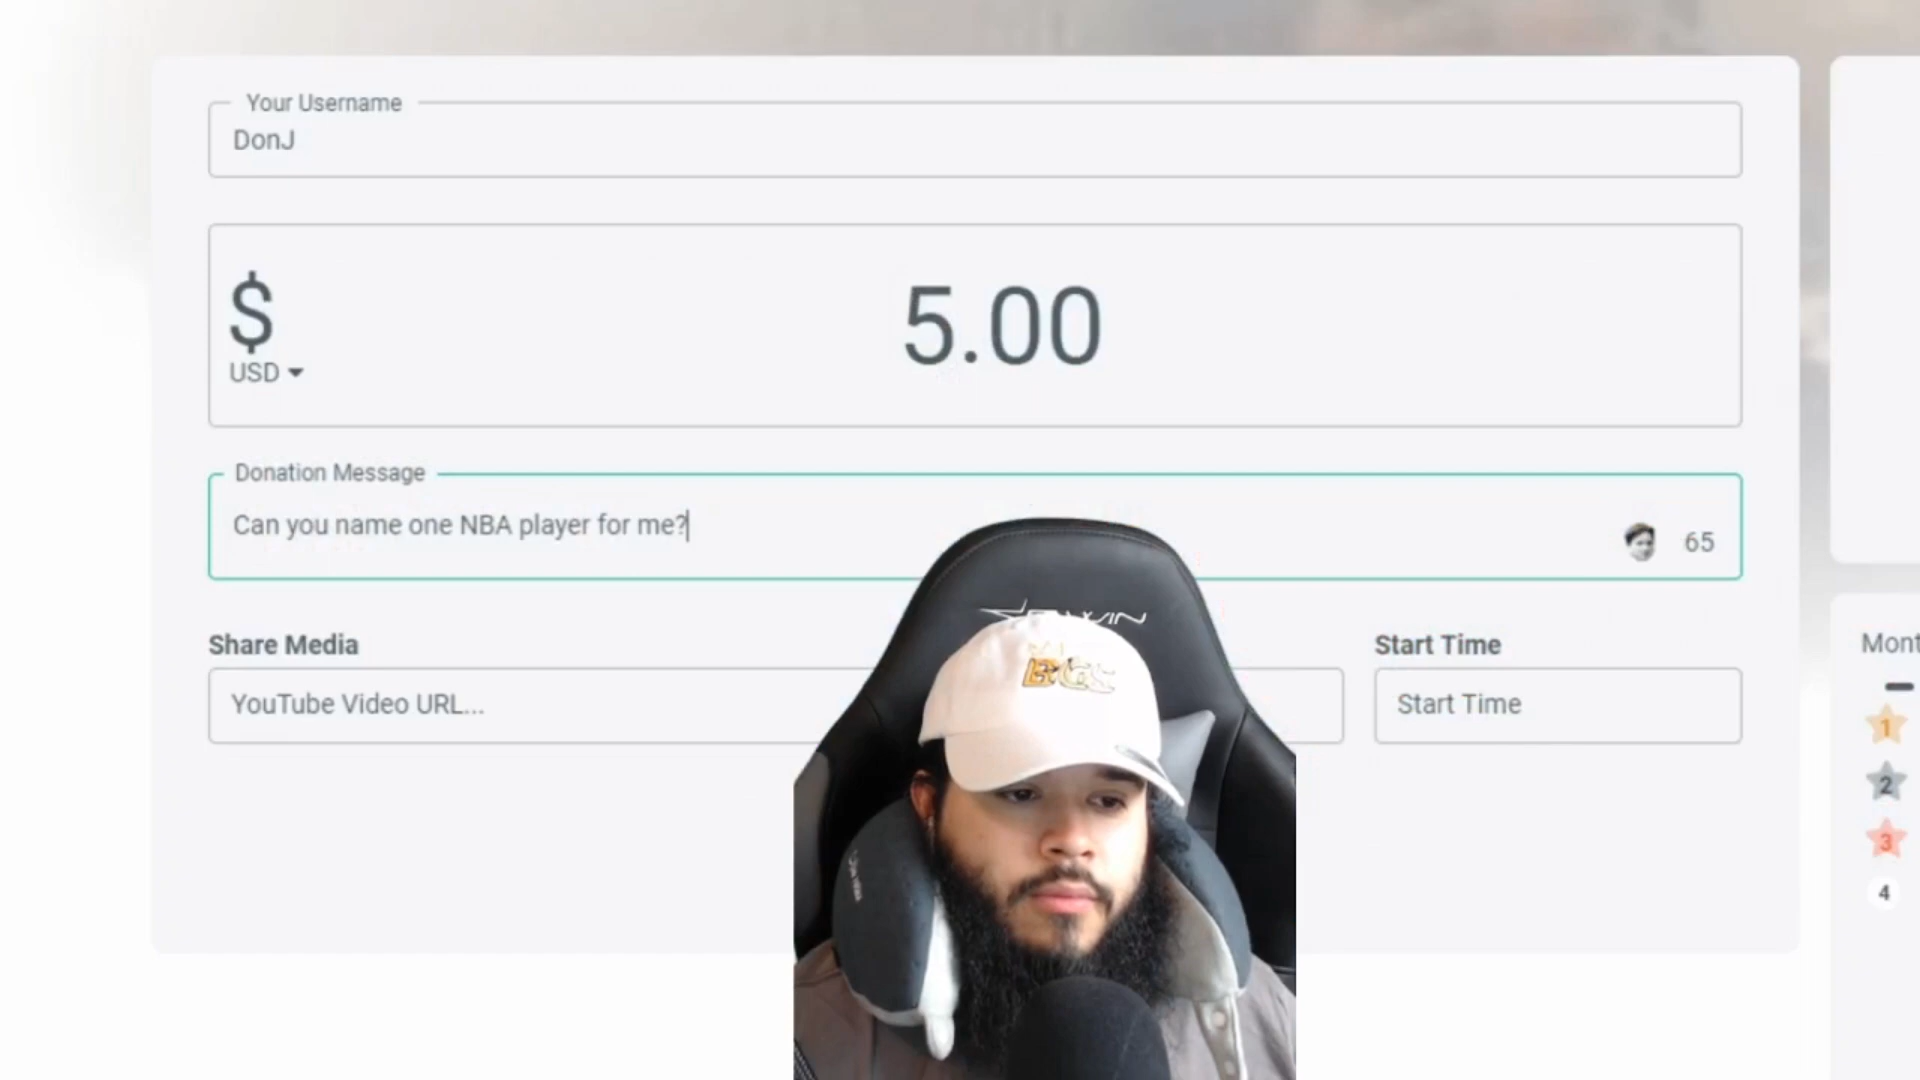 Your Username
DonJ
$
5.00
USD
Donation Message
Can you name one NBA player for me?
65
Share Media
Start Time
YouTube Video URL...
Start Time
1
2
3
4